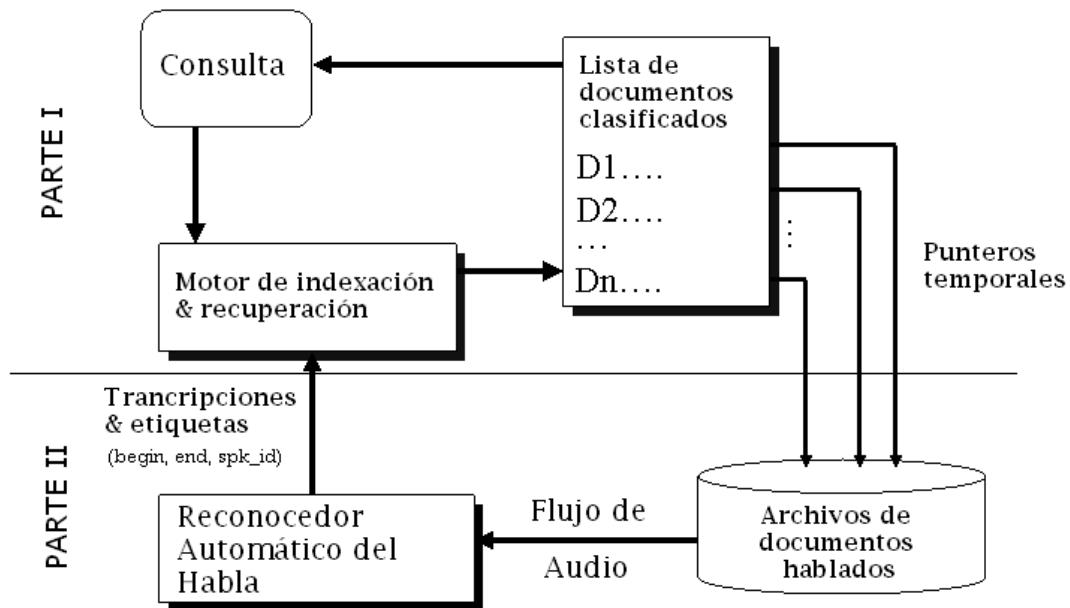 PARTE I
Consulta
Lista de
documentos
clasificados
D1....
D2....
...
Dn....
⋮
Punteros
temporales
Motor de indexación
& recuperación
PARTE II
Trancripciones
& etiquetas
(begin, end, spk_id)
Reconocedor
Automático del
Habla
Flujo de
Audio
Archivos de
documentos
hablados